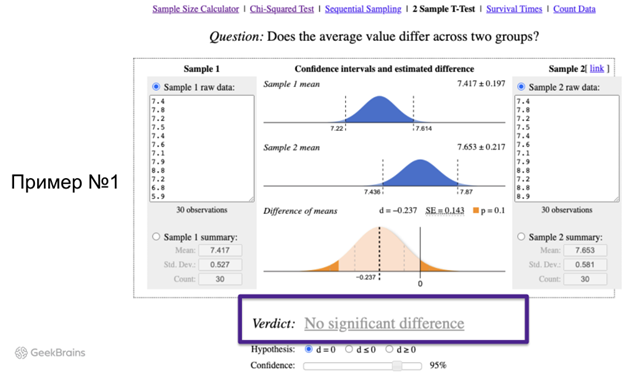 Sample Size Calculator | Chi-Squared Test | Sequential Sampling | 2 Sample T-Test | Survival Times | Count Data
Question: Does the average value differ across two groups?
Sample 1
Confidence intervals and estimated difference
Sample 2[ link ]
Sample 1 raw data:
7.4
7.8
7.2
7.5
7.4
7.6
7.1
7.9
8.8
7.2
6.8
5.9
30 observations
Sample 1 summary:
Mean: 7.417
Std. Dev.: 0.527
Count: 30
Sample 1 mean 7.417 ± 0.197
7.22 7.614
Sample 2 mean 7.653 ± 0.217
7.436 7.87
Difference of means d = −0.237 SE = 0.143 p = 0.1
−0.237 0
Sample 2 raw data:
7.4
7.8
7.2
7.5
7.4
7.6
7.1
7.9
8.8
7.2
8.8
8.9
30 observations
Sample 2 summary:
Mean: 7.653
Std. Dev.: 0.581
Count: 30
Пример №1
Verdict: No significant difference
Hypothesis: d = 0 d ≤ 0 d ≥ 0
Confidence: 95%
GeekBrains